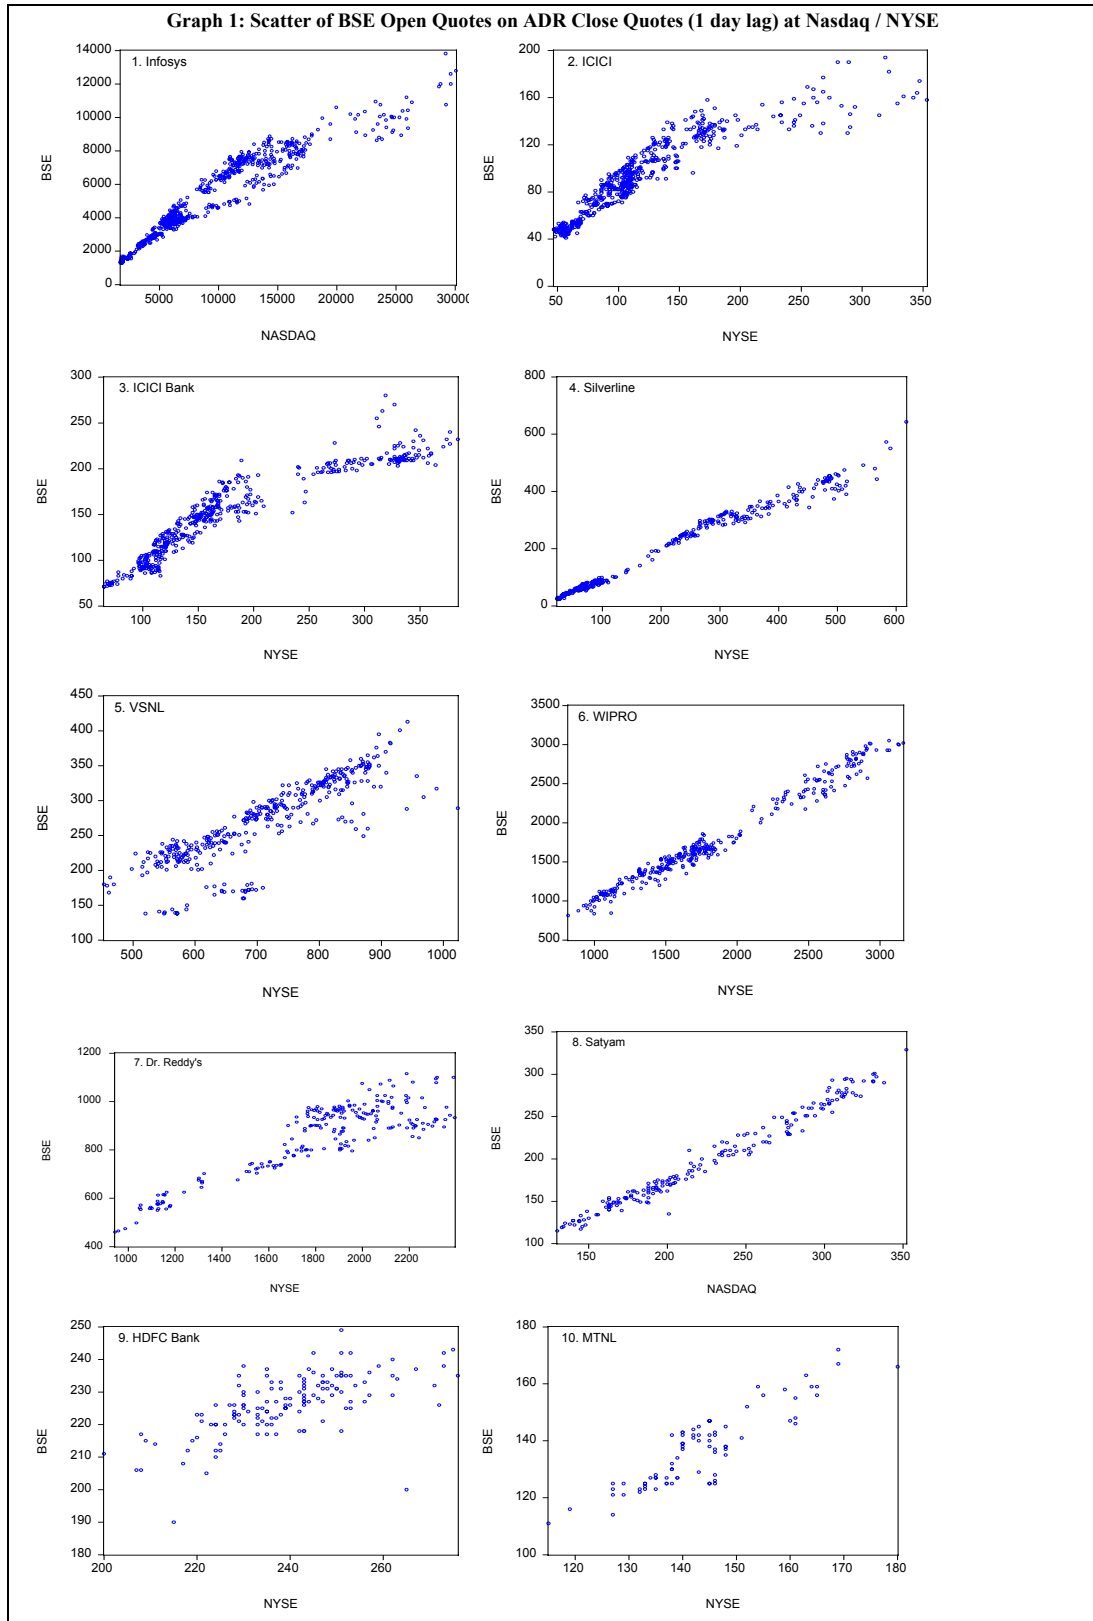 Graph 1: Scatter of BSE Open Quotes on ADR Close Quotes (1 day lag) at Nasdaq / NYSE
1. Infosys
14000
12000
10000
8000
6000
4000
2000
0
BSE
5000 10000 15000 20000 25000 30000
NASDAQ
2. ICICI
200
160
120
80
40
0
BSE
50 100 150 200 250 300 350
NYSE
3. ICICI Bank
300
250
200
150
100
50
BSE
100 150 200 250 300 350
NYSE
4. Silverline
800
600
400
200
0
BSE
100 200 300 400 500 600
NYSE
5. VSNL
450
400
350
300
250
200
150
100
BSE
500 600 700 800 900 1000
NYSE
6. WIPRO
3500
3000
2500
2000
1500
1000
500
BSE
1000 1500 2000 2500 3000
NYSE
7. Dr. Reddy's
1200
1000
800
600
400
BSE
1000 1200 1400 1600 1800 2000 2200
NYSE
8. Satyam
350
300
250
200
150
100
BSE
150 200 250 300 350
NASDAQ
9. HDFC Bank
250
240
230
220
210
200
190
180
BSE
200 220 240 260
NYSE
10. MTNL
180
160
140
120
100
BSE
120 130 140 150 160 170 180
NYSE